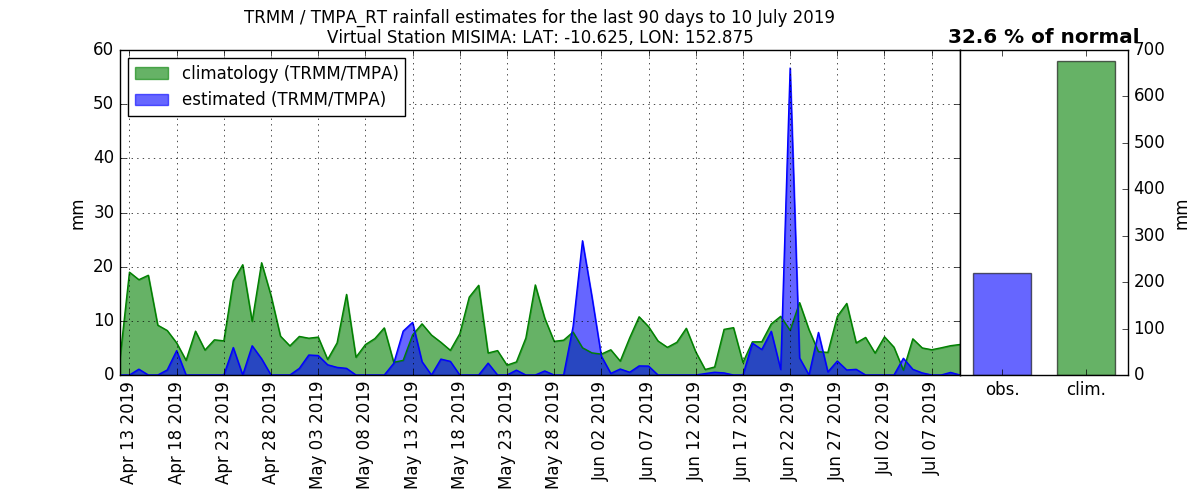 TRMM / TMPA_RT rainfall estimates for the last 90 days to 10 July 2019
Virtual Station MISIMA: LAT: -10.625, LON: 152.875
32.6 % of normal
climatology (TRMM/TMPA)
estimated (TRMM/TMPA)
mm
60
50
40
30
20
10
0
Apr 13 2019
Apr 18 2019
Apr 23 2019
Apr 28 2019
May 03 2019
May 08 2019
May 13 2019
May 18 2019
May 23 2019
May 28 2019
Jun 02 2019
Jun 07 2019
Jun 12 2019
Jun 17 2019
Jun 22 2019
Jun 27 2019
Jul 02 2019
Jul 07 2019
obs.
clim.
700
600
500
400
300
200
100
0
mm